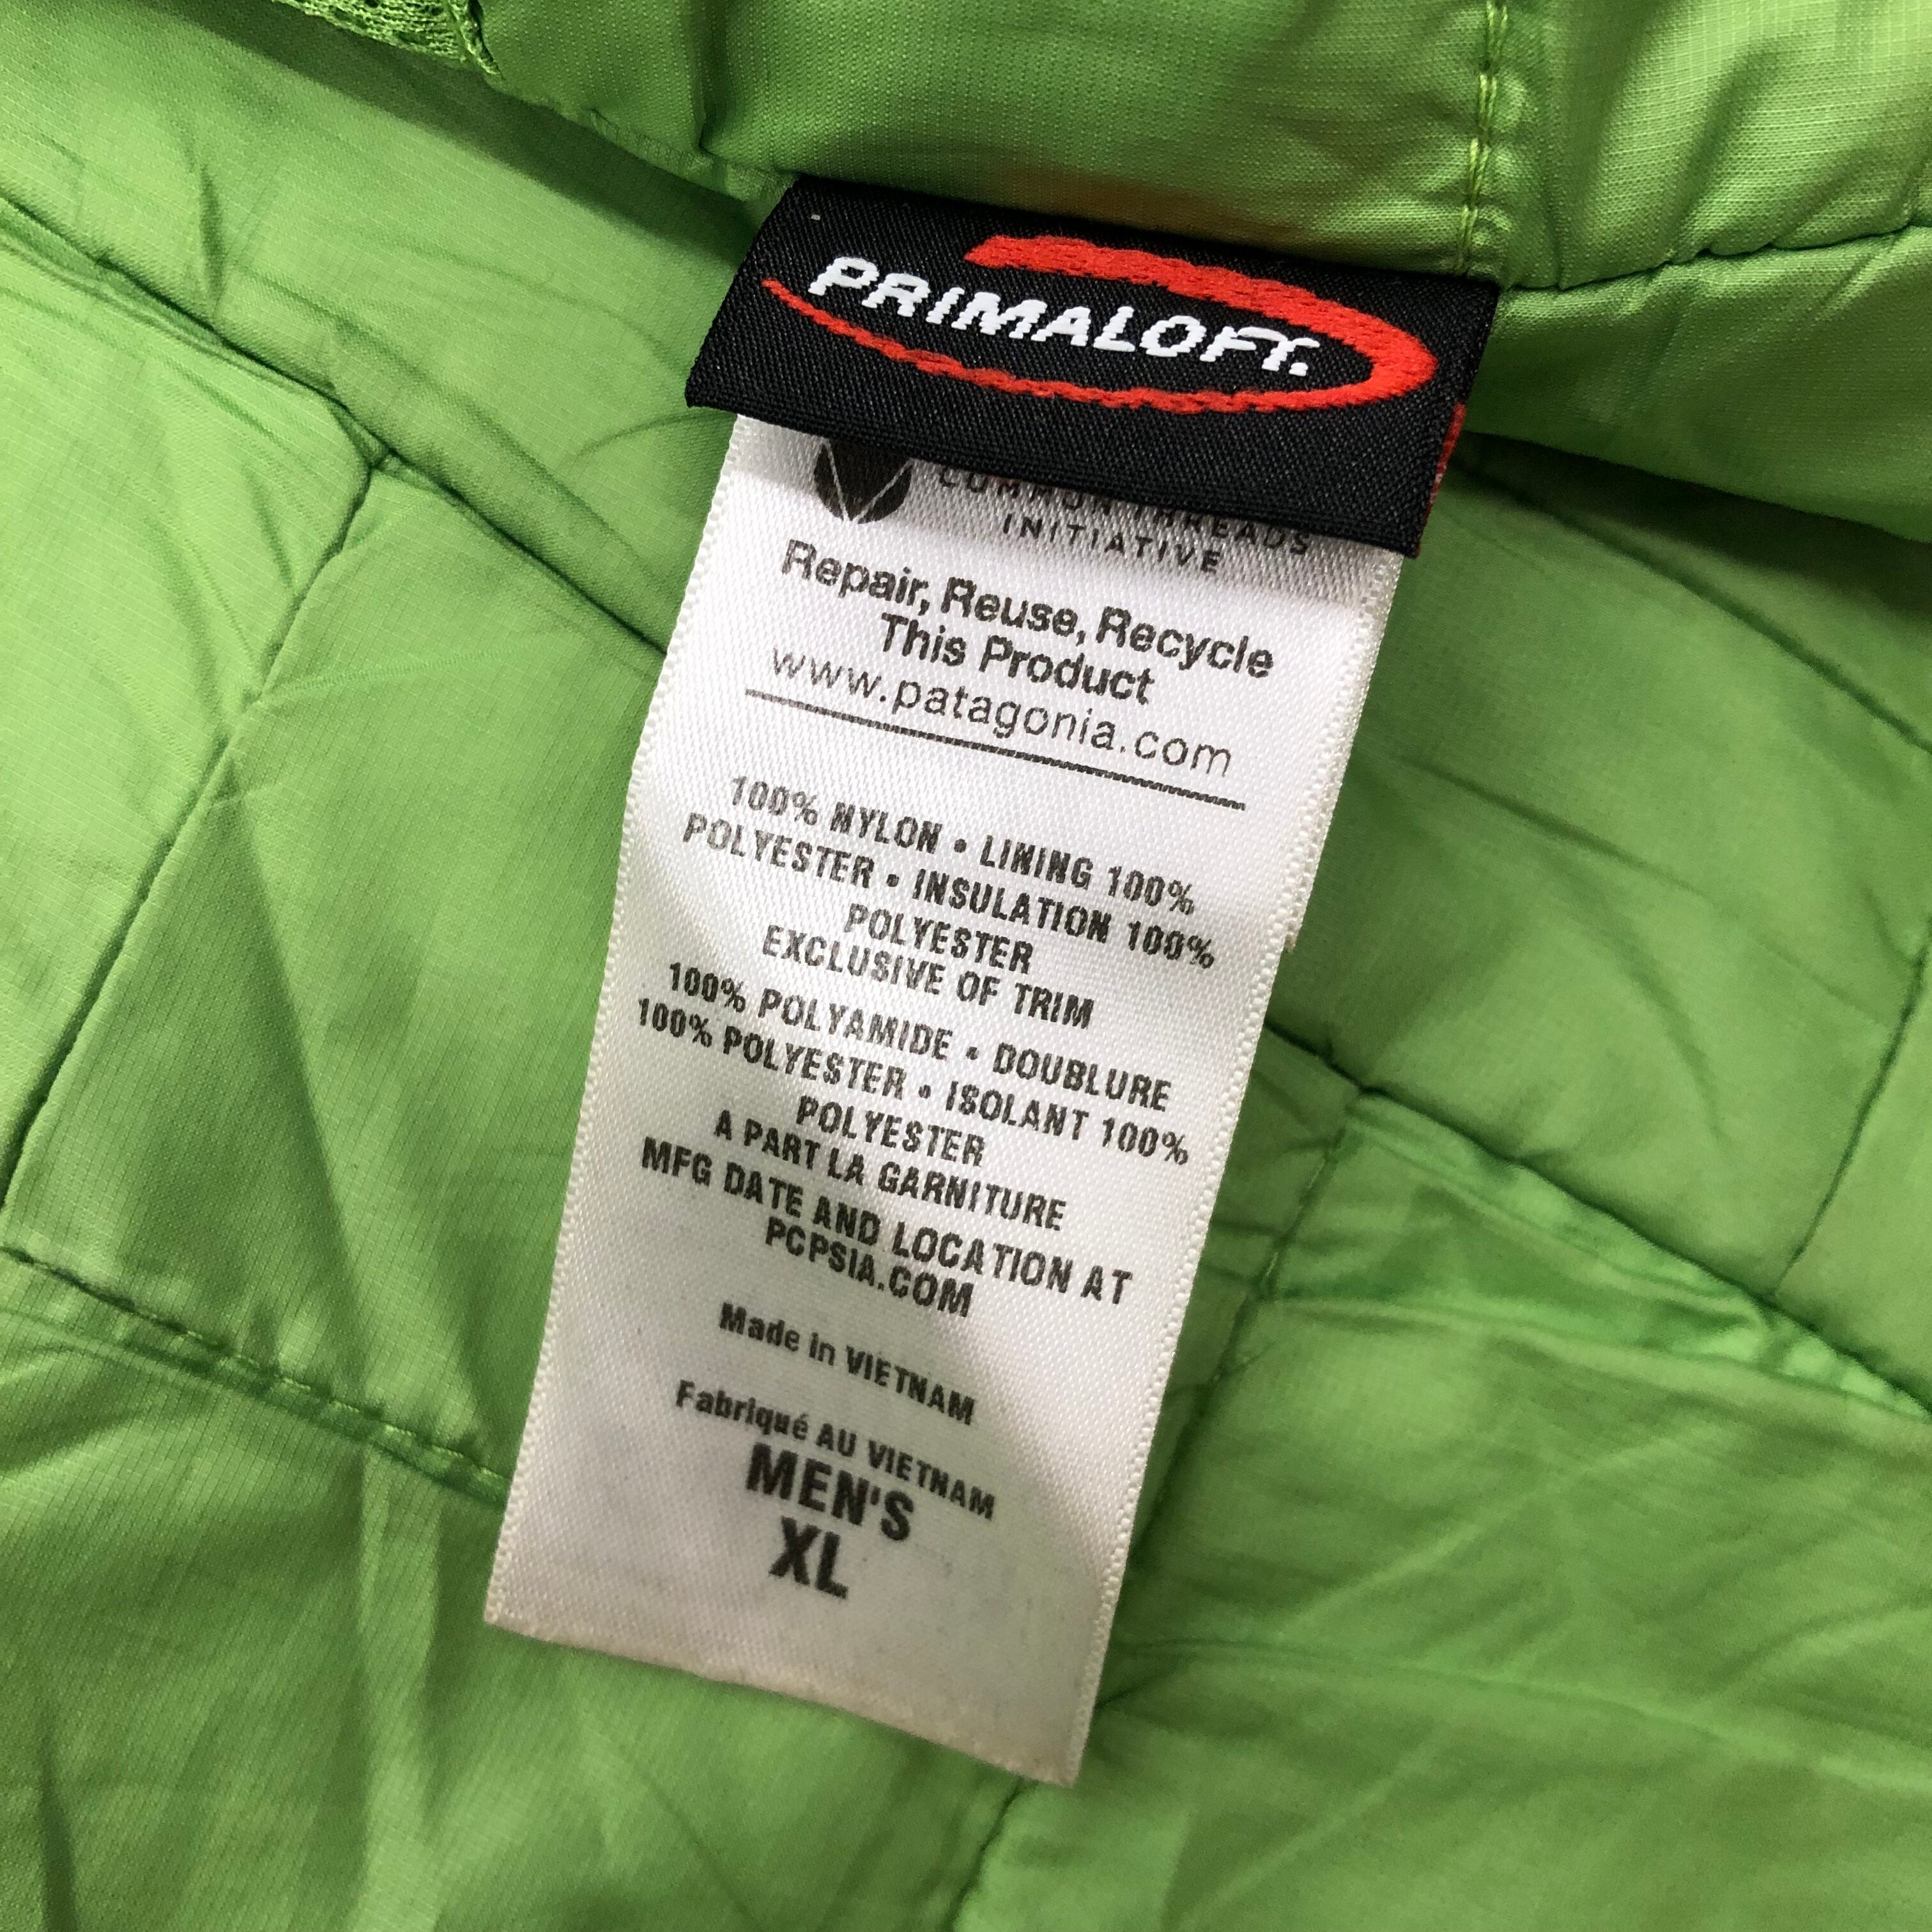 PRIMALOFT.
COMMON THREADS
INITIATIVE
Repair, Reuse, Recycle
This Product
www.patagonia.com
100% NYLON • LINING 100%
POLYESTER • INSULATION 100%
POLYESTER
EXCLUSIVE OF TRIM
100% POLYAMIDE • DOUBLURE
100% POLYESTER • ISOLANT 100%
POLYESTER
A PART LA GARNITURE
MFG DATE AND LOCATION AT
PCPSIA.COM
Made in VIETNAM
Fabriqué AU VIETNAM
MEN'S
XL